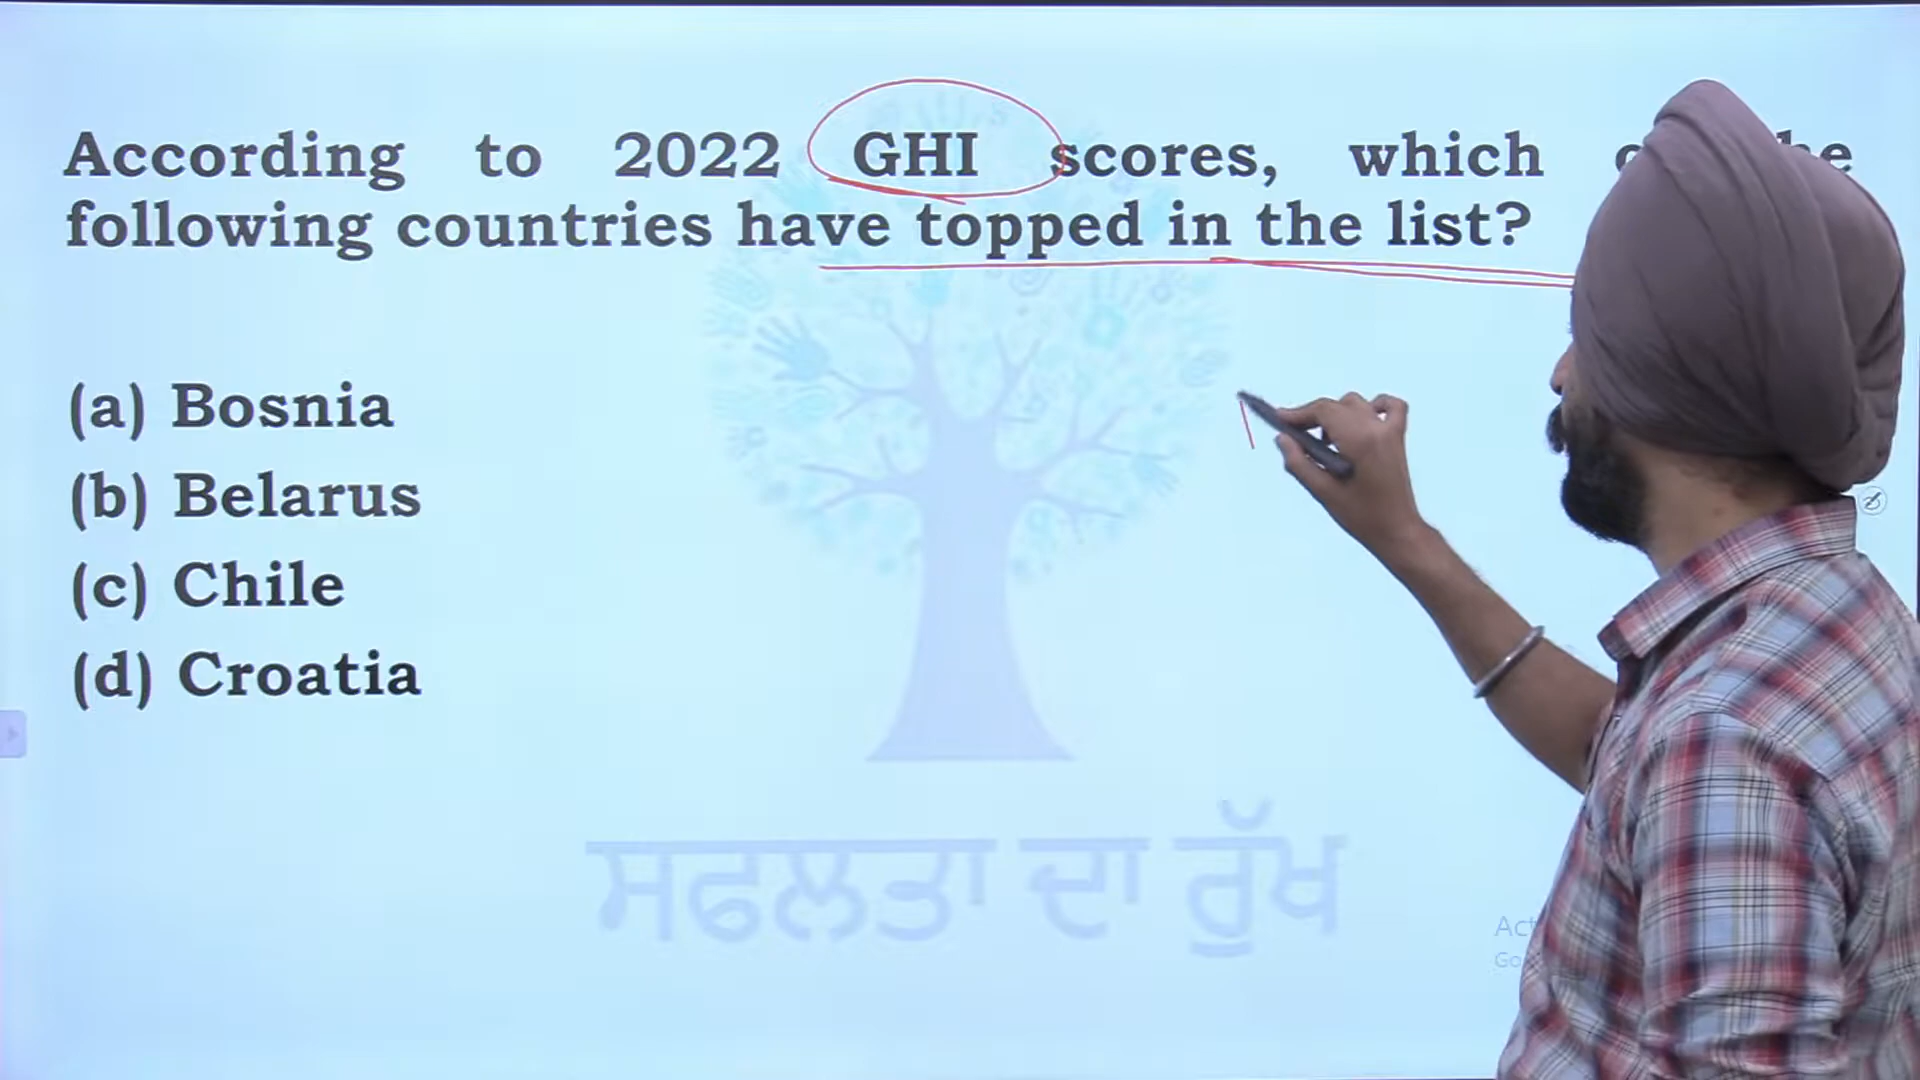 According to 2022 GHI scores, which
following countries have topped in the list?
(a) Bosnia
(b) Belarus
(c) Chile
(d) Croatia
ਸਫਲਤਾ ਦਾ ਰੁੱਖ